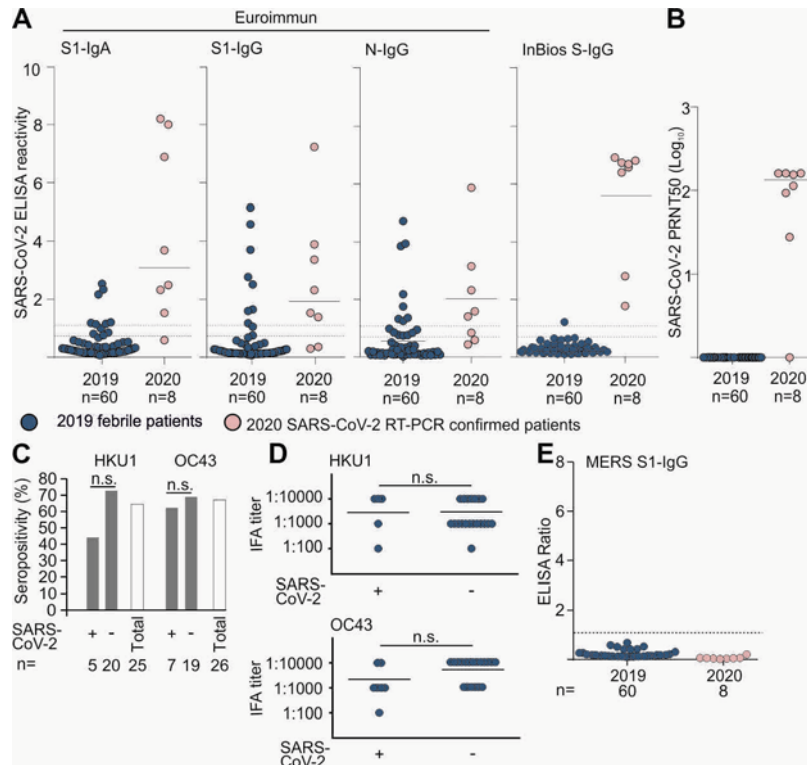 A
Euroimmun
B
S1-IgA
S1-IgG
N-IgG
InBios S-IgG
SARS-CoV-2 ELISA reactivity
10
8
6
4
2
SARS-CoV-2 PRNT50 (Log₁₀)
3
2
1
0
2019 2020 2019 2020 2019 2020 2019 2020 2019 2020
n=60 n=8 n=60 n=8 n=60 n=8 n=60 n=8 n=60 n=8
2019 febrile patients
2020 SARS-CoV-2 RT-PCR confirmed patients
C
HKU1 OC43
n.s. n.s.
Seropositivity (%)
80
70
60
50
40
30
20
10
0
SARS-CoV-2 + - Total + - Total
n= 5 20 25 7 19 26
D
HKU1
n.s.
IFA titer
1:10000
1:1000
1:100
SARS-CoV-2 + -
OC43
n.s.
IFA titer
1:10000
1:1000
1:100
SARS-CoV-2 + -
E
MERS S1-IgG
ELISA Ratio
8
6
4
2
0
2019 2020
n= 60 8